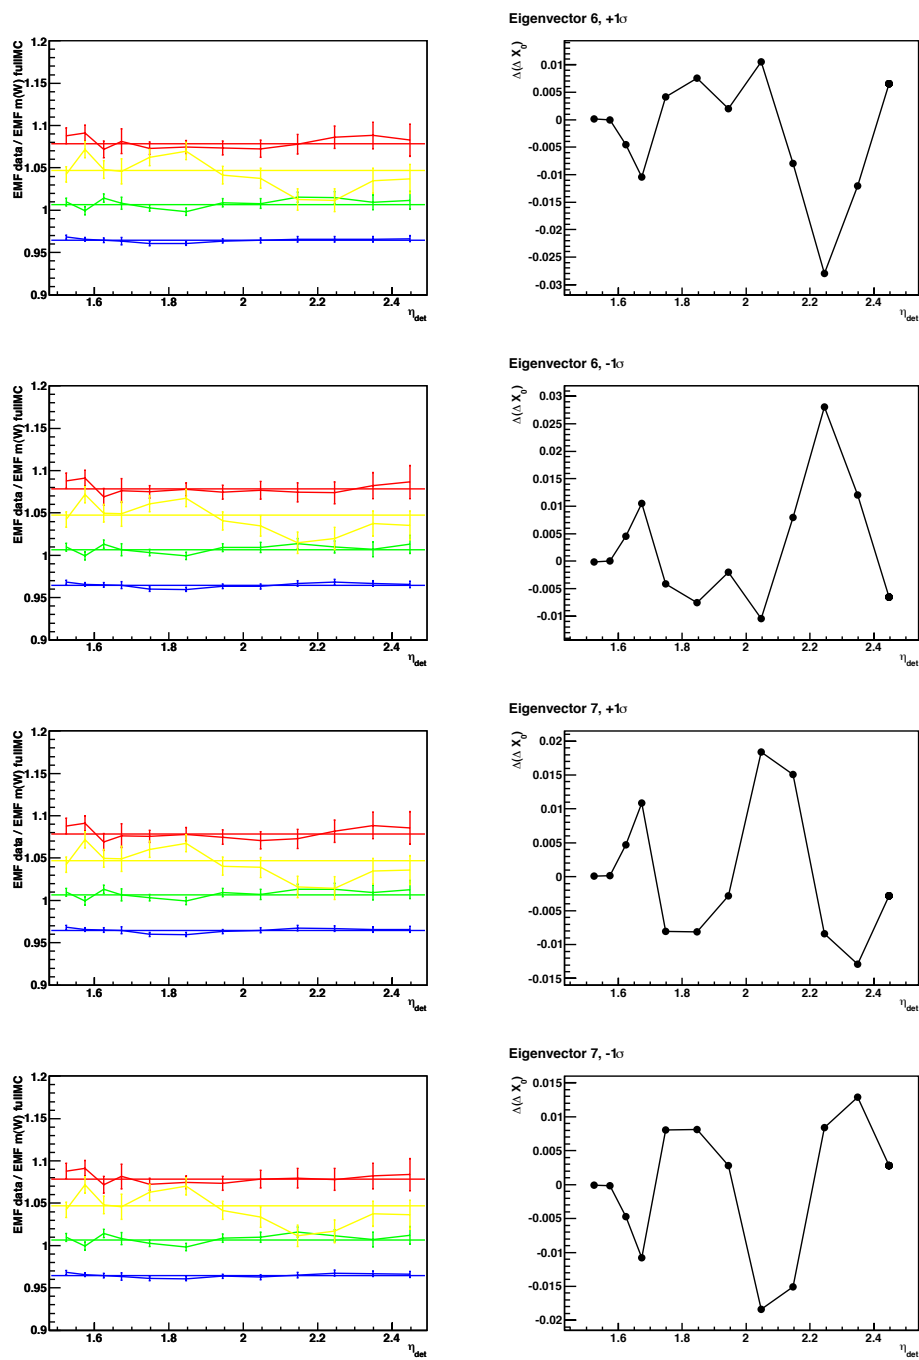 Eigenvector 6, +1σ
EMF data / EMF m(W) fullMC
1.2
1.15
1.1
1.05
1
0.95
0.9
1.6 1.8 2 2.2 2.4
η_det
Δ(Δ X_0)
0.01
0.005
0
-0.005
-0.01
-0.015
-0.02
-0.025
-0.03
1.6 1.8 2 2.2 2.4
η_det
Eigenvector 6, -1σ
EMF data / EMF m(W) fullMC
1.2
1.15
1.1
1.05
1
0.95
0.9
1.6 1.8 2 2.2 2.4
η_det
Δ(Δ X_0)
0.03
0.025
0.02
0.015
0.01
0.005
0
-0.005
-0.01
1.6 1.8 2 2.2 2.4
η_det
Eigenvector 7, +1σ
EMF data / EMF m(W) fullMC
1.2
1.15
1.1
1.05
1
0.95
0.9
1.6 1.8 2 2.2 2.4
η_det
Δ(Δ X_0)
0.02
0.015
0.01
0.005
0
-0.005
-0.01
-0.015
1.6 1.8 2 2.2 2.4
η_det
Eigenvector 7, -1σ
EMF data / EMF m(W) fullMC
1.2
1.15
1.1
1.05
1
0.95
0.9
1.6 1.8 2 2.2 2.4
η_det
Δ(Δ X_0)
0.015
0.01
0.005
0
-0.005
-0.01
-0.015
-0.02
1.6 1.8 2 2.2 2.4
η_det